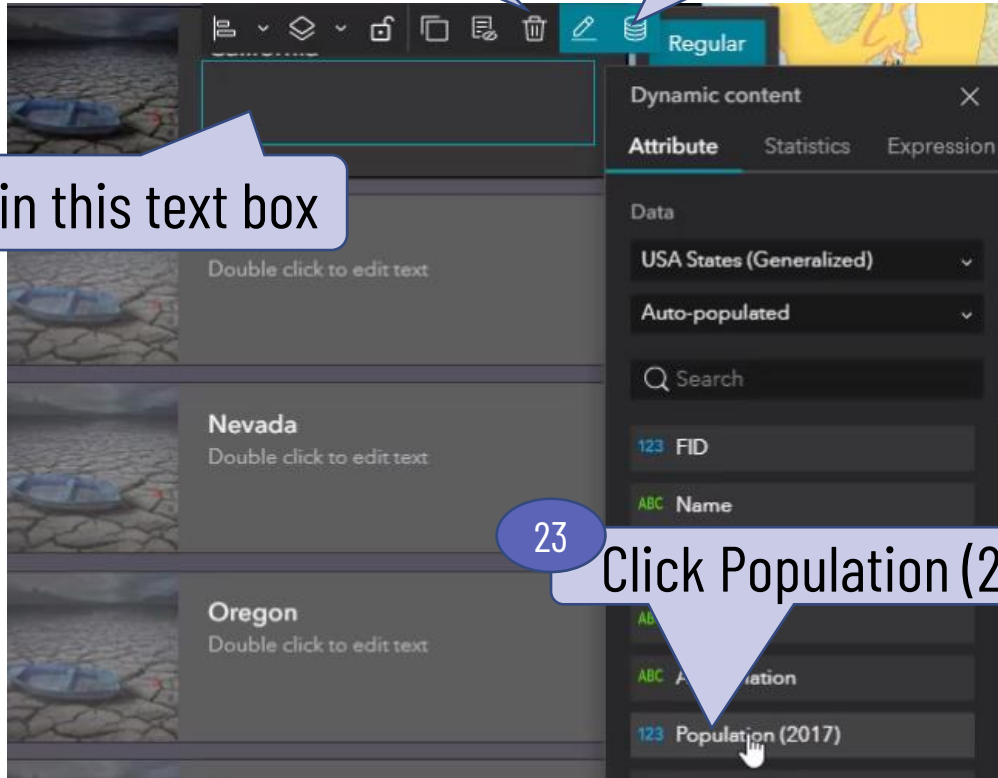 Regular
Dynamic content
Attribute Statistics Expression
in this text box
Data
USA States (Generalized)
Double click to edit text
Auto-populated
Search
Nevada
Double click to edit text
123 FID
ABC Name
23
Click Population (2
Oregon
Double click to edit text
ABC
123 Population (2017)